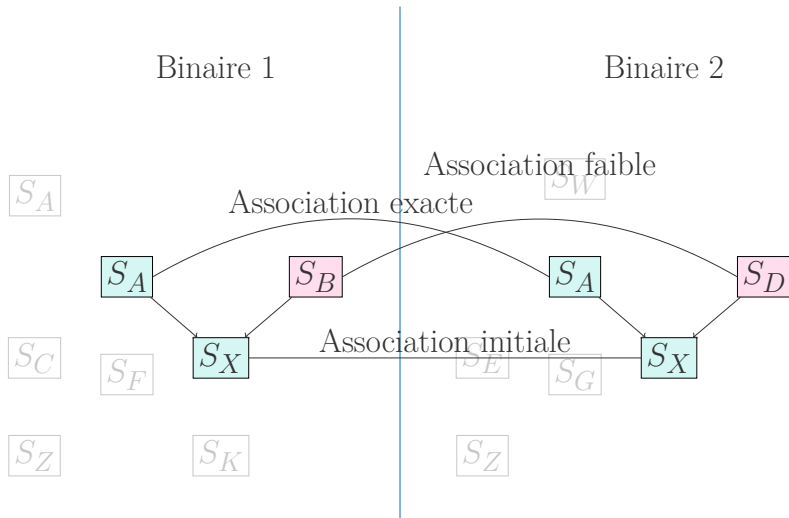 Binaire 1
Binaire 2
Association faible
S_W
S_A
Association exacte
S_A
S_B
S_A
S_D
Association initiale
S_C
S_F
S_X
S_E
S_G
S_X
S_Z
S_K
S_Z